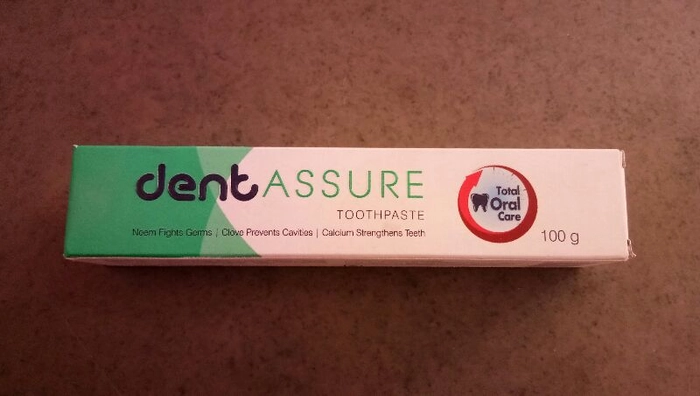 dentASSURE
TOOTHPASTE
Neem Fights Germs | Clove Prevents Cavities | Calcium Strengthens Teeth
Total
Oral
Care
100 g